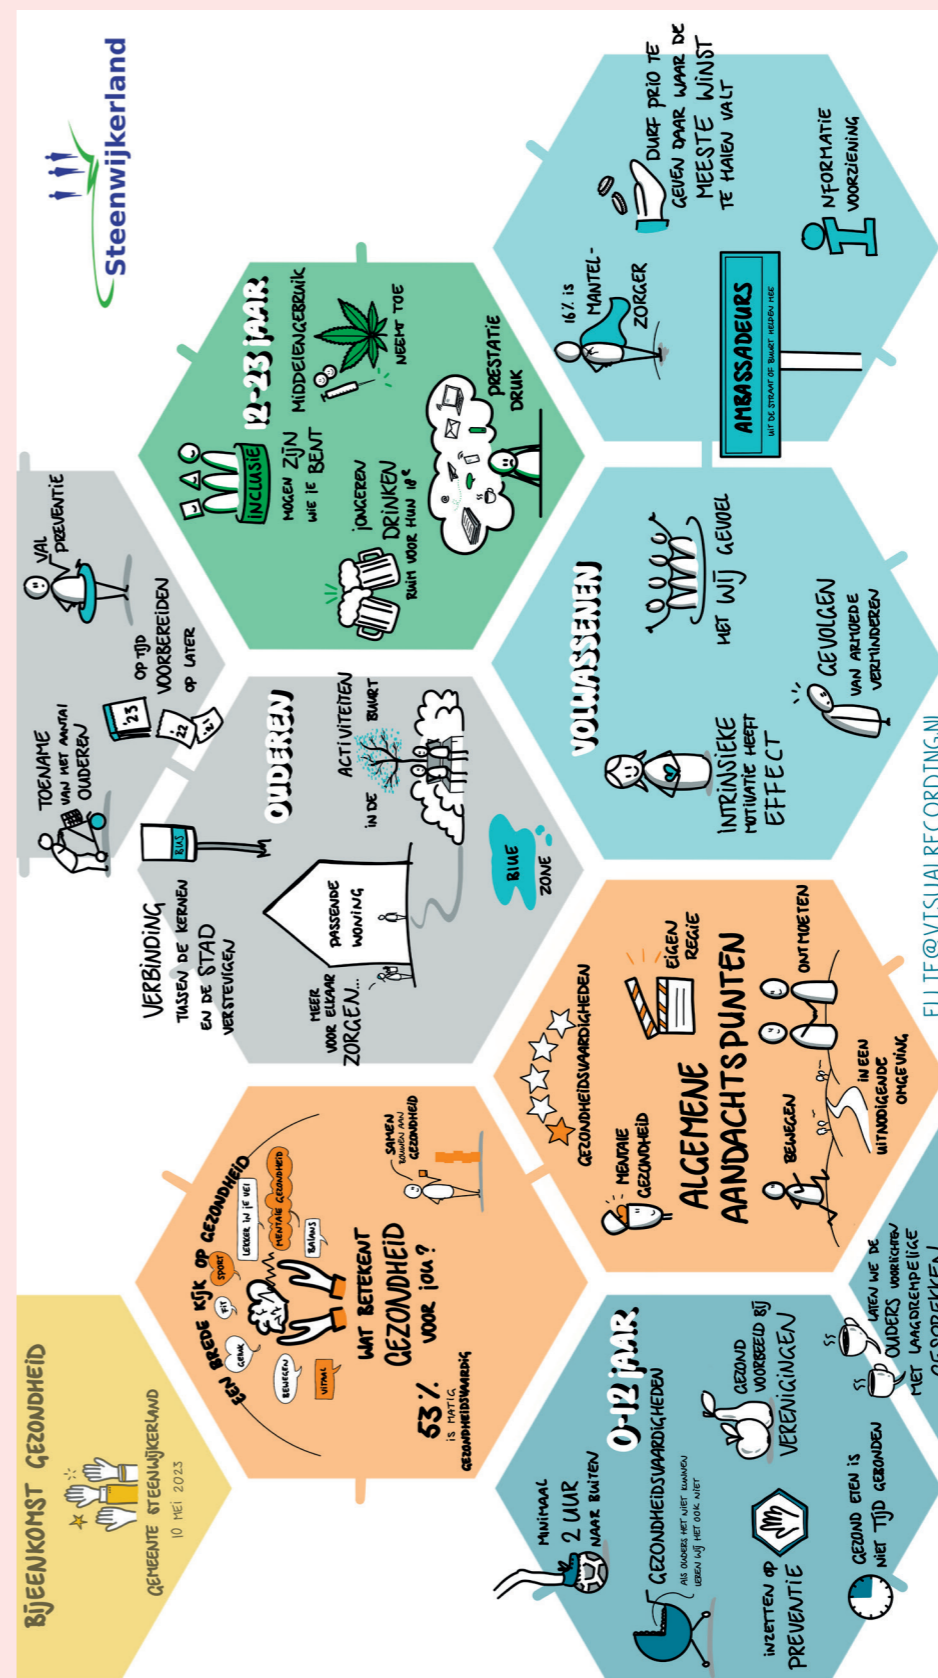 BIJEENKOMST GEZONDHEID
GEMEENTE STEENWIJKERLAND
10 MEI 2023
EEN BREDE KIJK OP GEZONDHEID
BEWEGEN
VITAAL
GELUK
FIT
SPORT
LEKKER IN JE VEL
MENTALE GEZONDHEID
BALANS
WAT BETEKENT
GEZONDHEID
VOOR JOU?
53%
IS MATIG
GEZONDHEIDSVAARDIG
SAMEN
BOUWEN AAN
GEZONDHEID
VERBINDING
TUSSEN DE KERNEN
EN DE STAD
VERSTEVIGEN
BUS
OUDEREN
MEER
VOOR ELKAAR
ZORGEN...
PASSENDE
WONING
ACTIVITEITEN
IN DE
BUURT
BLUE
ZONE
TOENAME
VAN HET AANTAL
OUDEREN
'23
'22
'21
OP TIJD
VOORBEREIDEN
OP LATER
VAL
PREVENTIE
12-23 JAAR
INCLUSIE
MOGEN ZIJN
WIE JE
BENT
MIDDELENGEBRUIK
NEEMT TOE
JONGEREN
DRINKEN
RUIM VOOR HUN 18e
PRESTATIE
DRUK
Steenwijkerland
0-12 JAAR
MINIMAAL
2 UUR
NAAR BUITEN
GEZONDHEIDSVAARDIGHEDEN
ALS OUDERS HET NIET KUNNEN
LEREN WIJ HET OOK NIET
GEZOND
VOORBEELD BIJ
VERENIGINGEN
INZETTEN OP
PREVENTIE
GEZOND ETEN IS
NIET TIJD GEBONDEN
LATEN WE DE
OUDERS VOORLICHTEN
MET LAAGDREMPELIGE
GESPREKKEN
GEZONDHEIDSVAARDIGHEDEN
MENTALE
GEZONDHEID
EIGEN
REGIE
ALGEMENE
AANDACHTSPUNTEN
BEWEGEN
ONTMOETEN
IN EEN
UITNODIGENDE
OMGEVING
VOLWASSENEN
INTRINSIEKE
MOTIVATIE HEEFT
EFFECT
HET WIJ GEVOEL
GEVOLGEN
VAN ARMOEDE
VERMINDEREN
16% IS
MANTEL-
ZORGER
DURF PRIO TE
GEVEN DAAR WAAR DE
MEESTE WINST
TE HALEN VALT
AMBASSADEURS
UIT DE STRAAT OF BUURT HELPEN MEE
INFORMATIE
VOORZIENING
ELLIE@VISUALRECORDING.NL